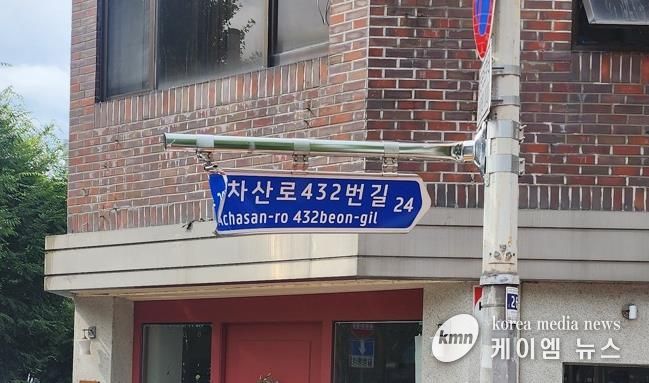 차산로432번길 24
chasan-ro 432beon-gil
kmn
korea media news
케이엠 뉴스